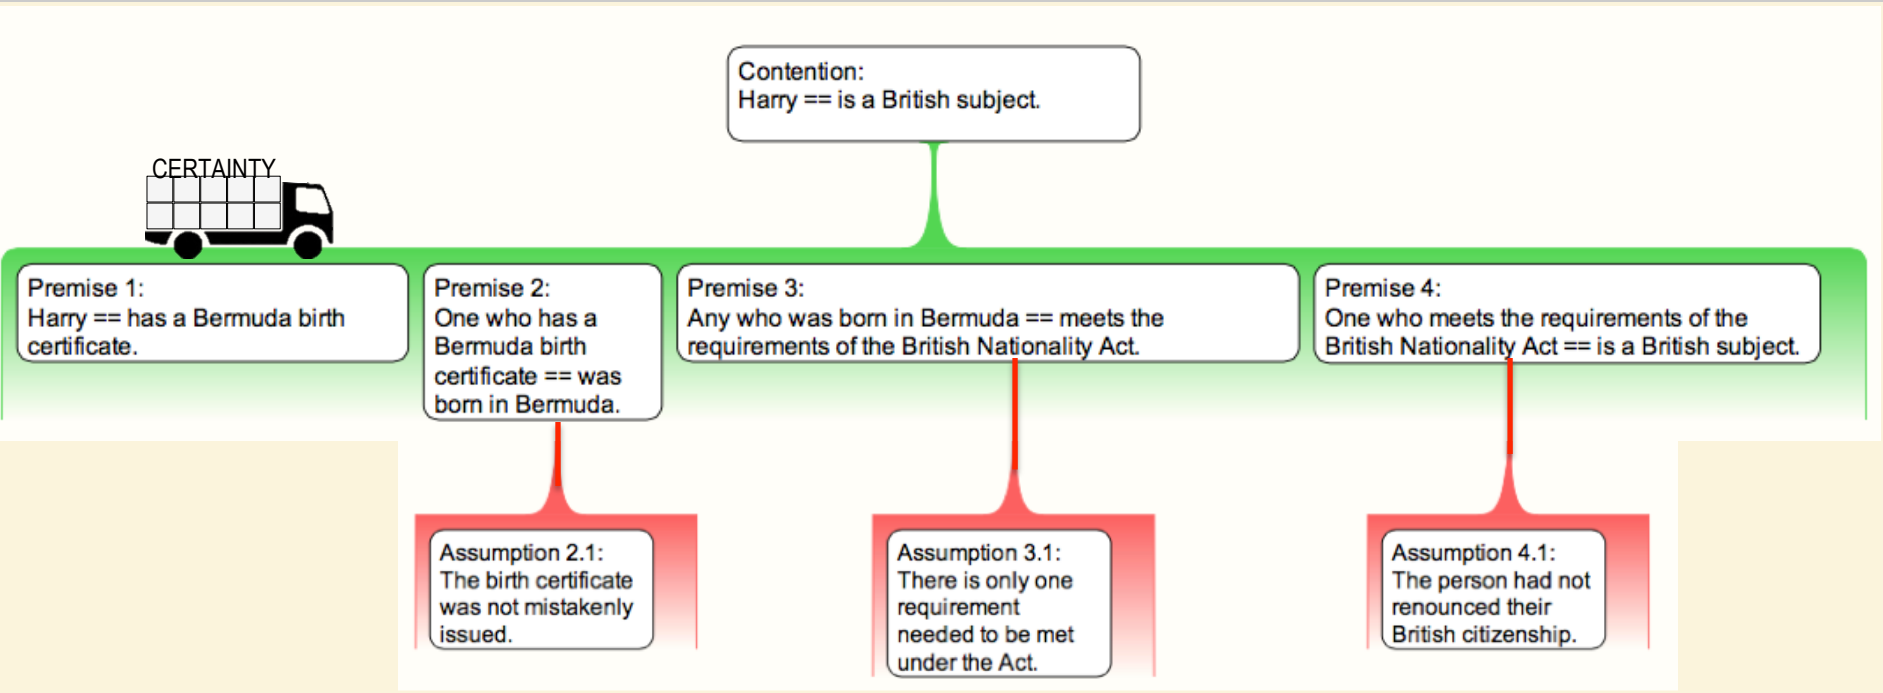 Contention:
Harry == is a British subject.
CERTAINTY
Premise 1:
Harry == has a Bermuda birth
certificate.
Premise 2:
One who has a
Bermuda birth
certificate == was
born in Bermuda.
Premise 3:
Any who was born in Bermuda == meets the
requirements of the British Nationality Act.
Premise 4:
One who meets the requirements of the
British Nationality Act == is a British subject.
Assumption 2.1:
The birth certificate
was not mistakenly
issued.
Assumption 3.1:
There is only one
requirement
needed to be met
under the Act.
Assumption 4.1:
The person had not
renounced their
British citizenship.